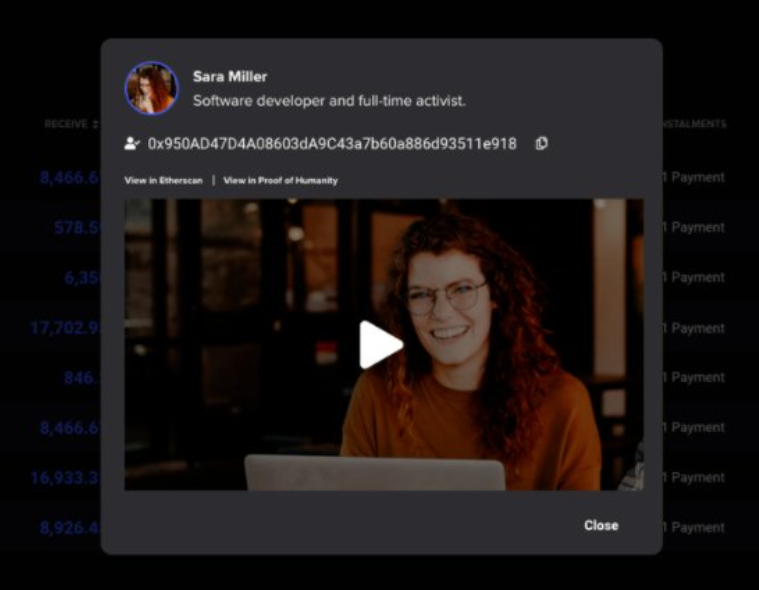 Sara Miller
Software developer and full-time activist.
RECEIVE
0x950AD47D4A08603dA9C43a7b60a886d93511e918
View in Etherscan | View in Proof of Humanity
8,466.6
1 Payment
578.5
1 Payment
6,35
1 Payment
17,702.9
1 Payment
846.
1 Payment
8,466.6
1 Payment
16,933.3
1 Payment
Close
8,926.4
1 Payment